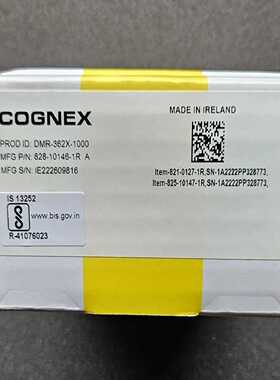 COGNEX
PROD ID: DMR-362X-1000
MFG P/N: 828-10146-1R A
MFG S/N: IE222609816
MADE IN IRELAND
Item-821-0127-1R,SN-1A2222PP328773,
Item-825-10147-1R,SN-1A2222PP328773,
IS 13252
www.bis.gov.in
R-41076023